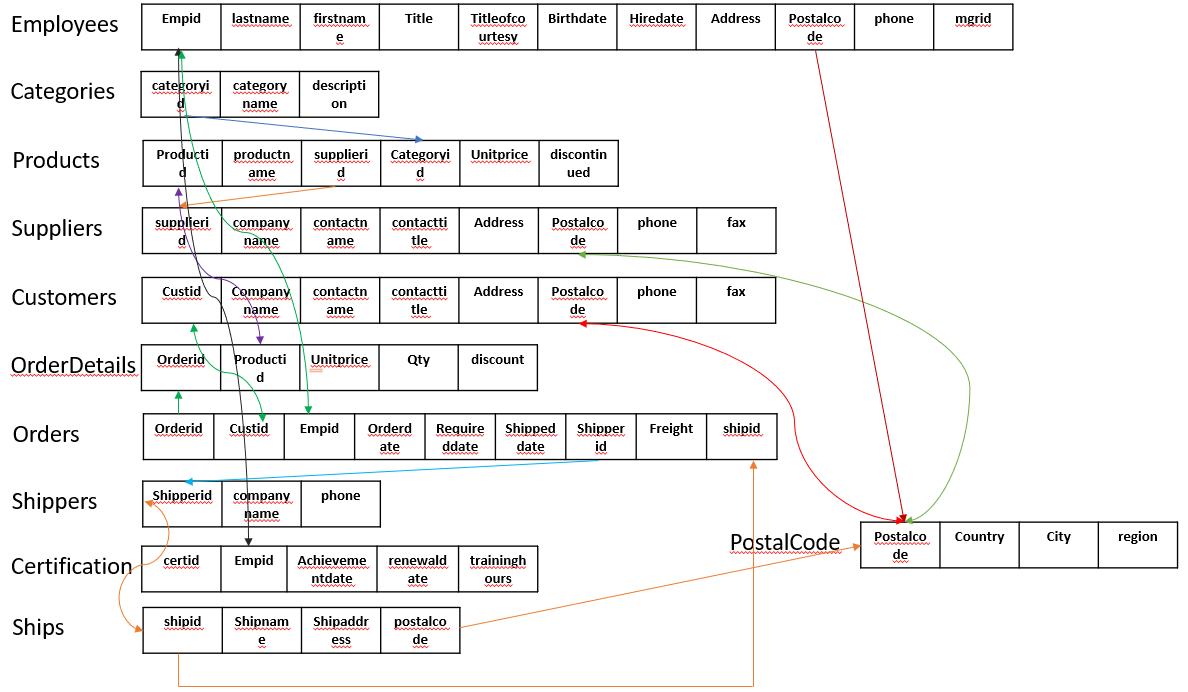 Employees
Empid lastname firstnam Title Titleofco Birthdate Hiredate Address Postalco phone mgrid
e urtesy de
Categories
categoryi category descripti
d name on
Products
Producti productn supplieri Categoryi Unitprice discontin
d ame d d ued
Suppliers
supplieri company contactn contactti Address Postalco phone fax
d name ame tle de
Customers
Custid Company contactn contactti Address Postalco phone fax
name ame tle de
OrderDetails
Orderid Producti Unitprice Qty discount
d
Orders
Orderid Custid Empid Orderd Require Shipped Shipper Freight shipid
ate ddate date id
Shippers
Shipperid company phone
name
PostalCode
Postalco Country City region
de
Certification
certid Empid Achieveme renewald trainingh
ntdate ate ours
Ships
shipid Shipnam Shipaddr postalco
e ess de